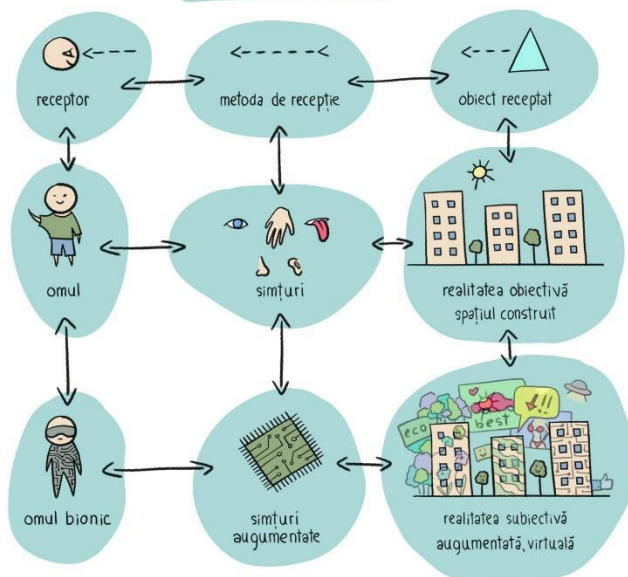 receptor
metoda de recepție
obiect receptat
omul
simțuri
realitatea obiectivă
spațiul construit
eco
best
!!
omul bionic
simțuri
augumentate
realitatea subiectivă
augumentată, virtuală